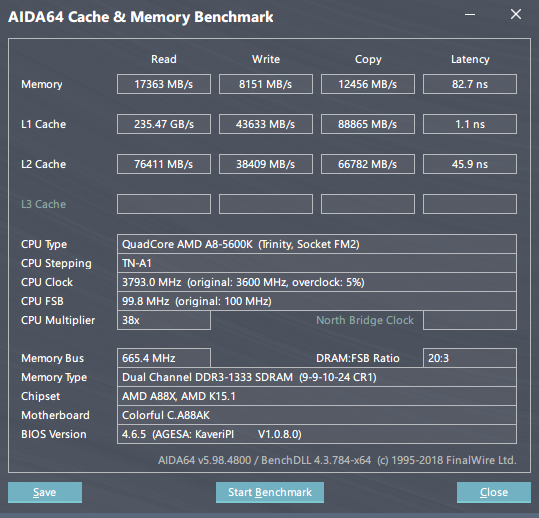 AIDA64 Cache & Memory Benchmark
Read Write Copy Latency
Memory 17363 MB/s 8151 MB/s 12456 MB/s 82.7 ns
L1 Cache 235.47 GB/s 43633 MB/s 88865 MB/s 1.1 ns
L2 Cache 76411 MB/s 38409 MB/s 66782 MB/s 45.9 ns
L3 Cache
CPU Type QuadCore AMD A8-5600K (Trinity, Socket FM2)
CPU Stepping TN-A1
CPU Clock 3793.0 MHz (original: 3600 MHz, overclock: 5%)
CPU FSB 99.8 MHz (original: 100 MHz)
CPU Multiplier 38x North Bridge Clock
Memory Bus 665.4 MHz DRAM:FSB Ratio 20:3
Memory Type Dual Channel DDR3-1333 SDRAM (9-9-10-24 CR1)
Chipset AMD A88X, AMD K15.1
Motherboard Colorful C.A88AK
BIOS Version 4.6.5 (AGESA: KaveriPI V1.0.8.0)
AIDA64 v5.98.4800 / BenchDLL 4.3.784-x64 (c) 1995-2018 FinalWire Ltd.
Save Start Benchmark Close